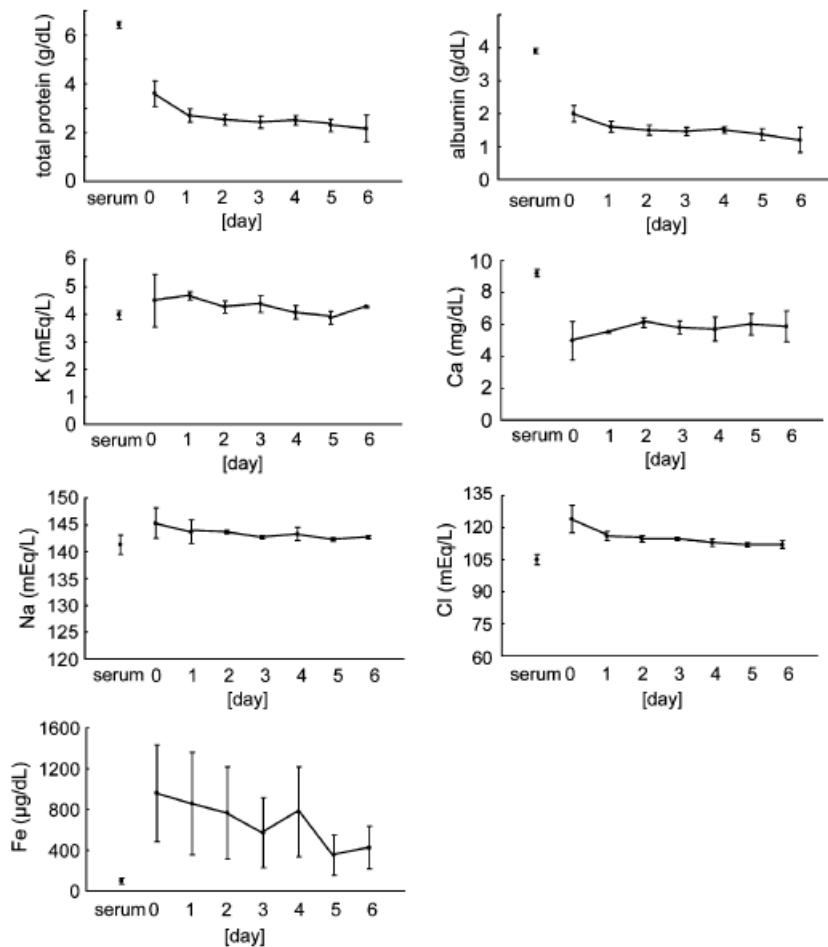 total protein (g/dL)
6
4
2
0
serum 0 1 2 3 4 5 6
[day]
albumin (g/dL)
4
3
2
1
0
serum 0 1 2 3 4 5 6
[day]
K (mEq/L)
6
5
4
3
2
1
0
serum 0 1 2 3 4 5 6
[day]
Ca (mg/dL)
10
8
6
4
2
0
serum 0 1 2 3 4 5 6
[day]
Na (mEq/L)
150
145
142
140
135
130
125
120
serum 0 1 2 3 4 5 6
[day]
Cl (mEq/L)
135
120
105
90
75
60
serum 0 1 2 3 4 5 6
[day]
Fe (μg/dL)
1600
1200
800
400
0
serum 0 1 2 3 4 5 6
[day]